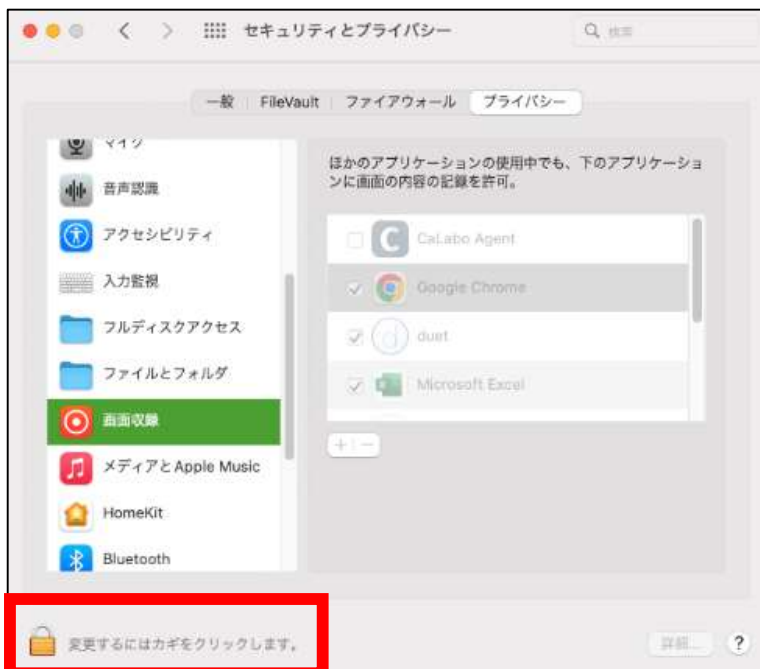 セキュリティとプライバシー
検索
一般 FileVault ファイアウォール プライバシー
マイク
音声認識
アクセシビリティ
入力監視
フルディスクアクセス
ファイルとフォルダ
画面収録
メディアとApple Music
HomeKit
Bluetooth
ほかのアプリケーションの使用中でも、下のアプリケーショ
ンに画面の内容の記録を許可。
CaLabo Agent
Google Chrome
duet
Microsoft Excel
変更するにはカギをクリックします。
詳細... ?